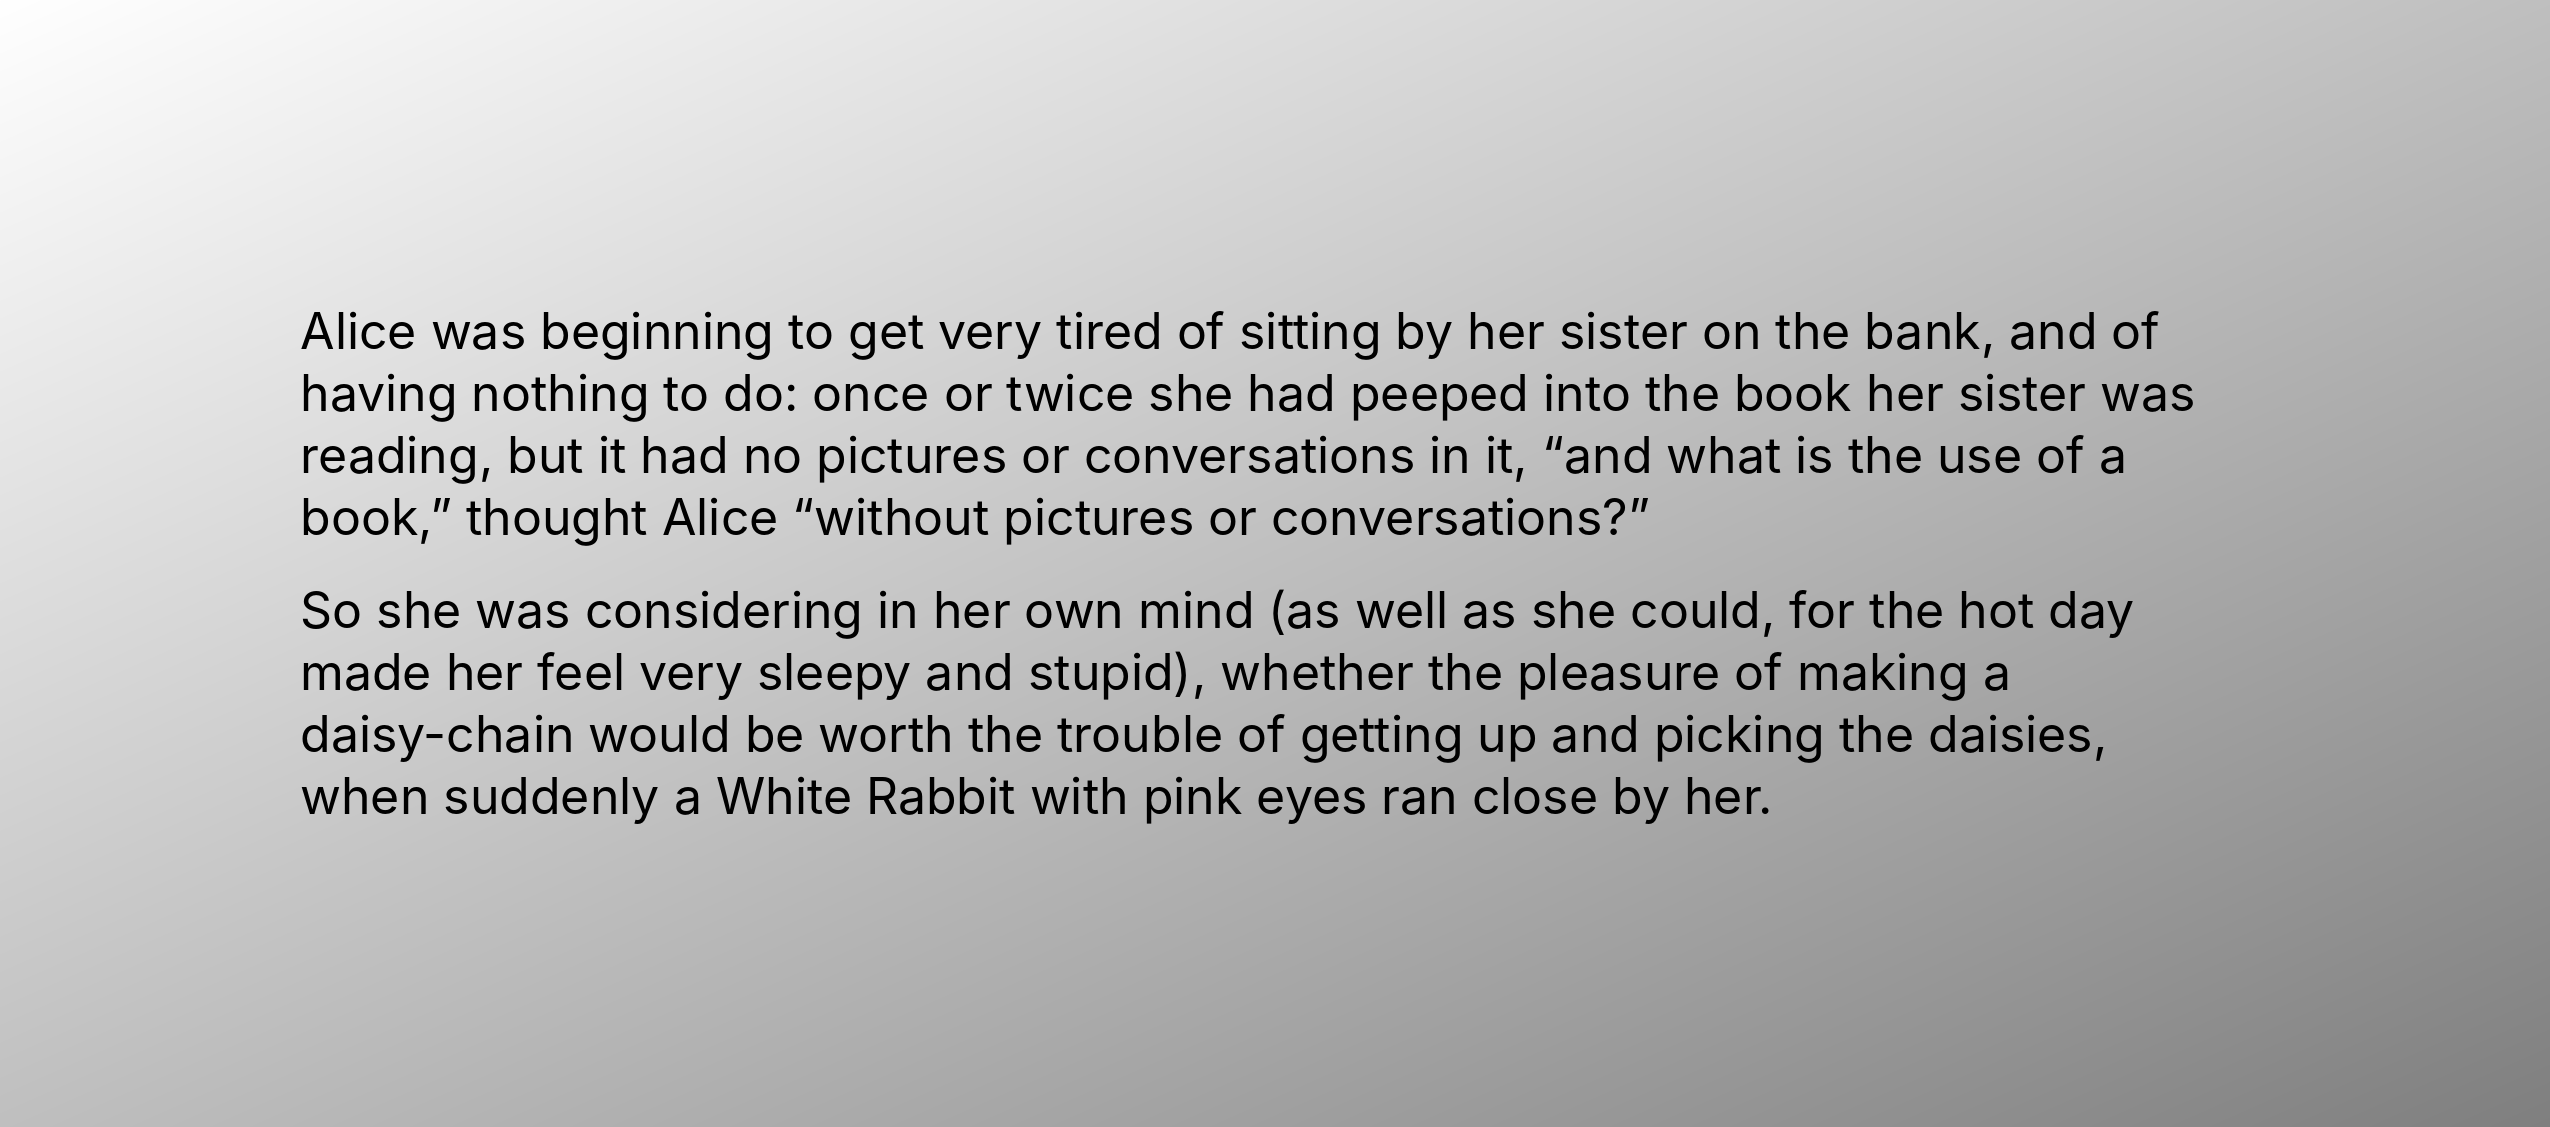 Alice was beginning to get very tired of sitting by her sister on the bank, and of
having nothing to do: once or twice she had peeped into the book her sister was
reading, but it had no pictures or conversations in it, “and what is the use of a
book,” thought Alice “without pictures or conversations?”
So she was considering in her own mind (as well as she could, for the hot day
made her feel very sleepy and stupid), whether the pleasure of making a
daisy-chain would be worth the trouble of getting up and picking the daisies,
when suddenly a White Rabbit with pink eyes ran close by her.